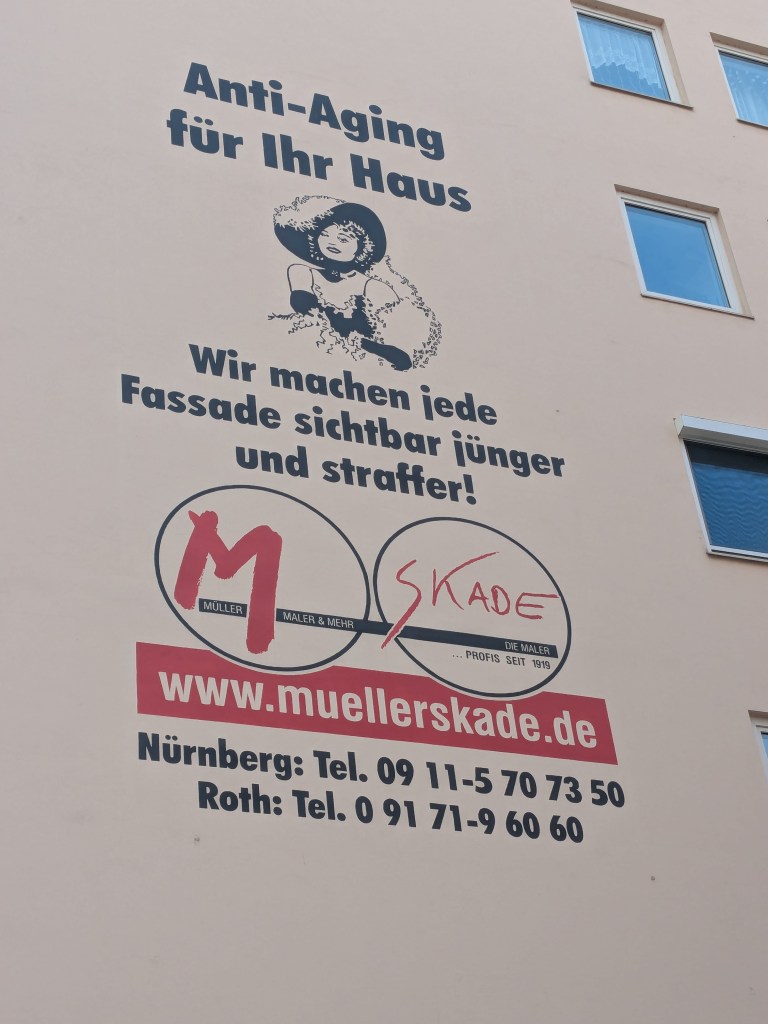 Anti-Aging
für Ihr Haus
Wir machen jede
Fassade sichtbar jünger
und straffer!
M
MÜLLER MALER & MEHR
SKADE
DIE MALER
... PROFIS SEIT 1919
www.muellerskade.de
Nürnberg: Tel. 09 11-5 70 73 50
Roth: Tel. 0 91 71-9 60 60